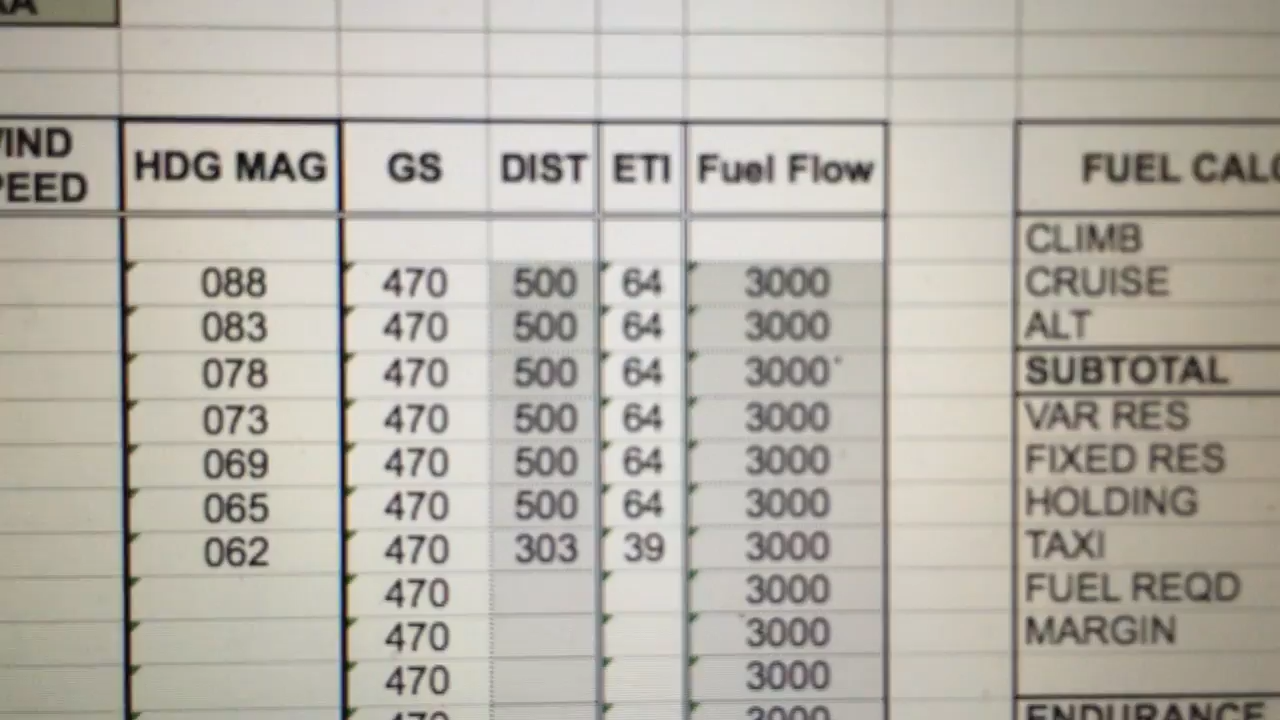 HDG MAG GS DIST ETI Fuel Flow FUEL CALC
CLIMB
088 470 500 64 3000 CRUISE
083 470 500 64 3000 ALT
078 470 500 64 3000 SUBTOTAL
073 470 500 64 3000 VAR RES
069 470 500 64 3000 FIXED RES
065 470 500 64 3000 HOLDING
062 470 303 39 3000 TAXI
470 3000 FUEL REQD
470 3000 MARGIN
470 3000
470 3000 ENDURANCE